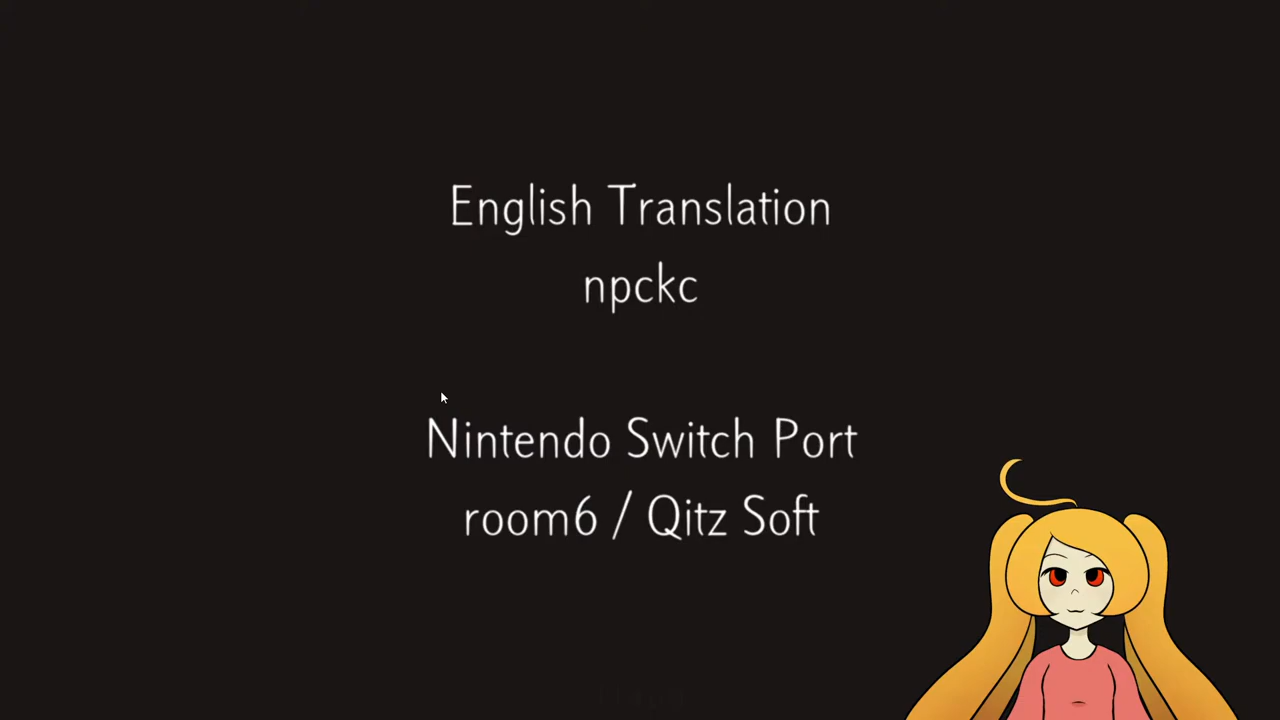 English Translation
npckc
Nintendo Switch Port
room6 / Qitz Soft